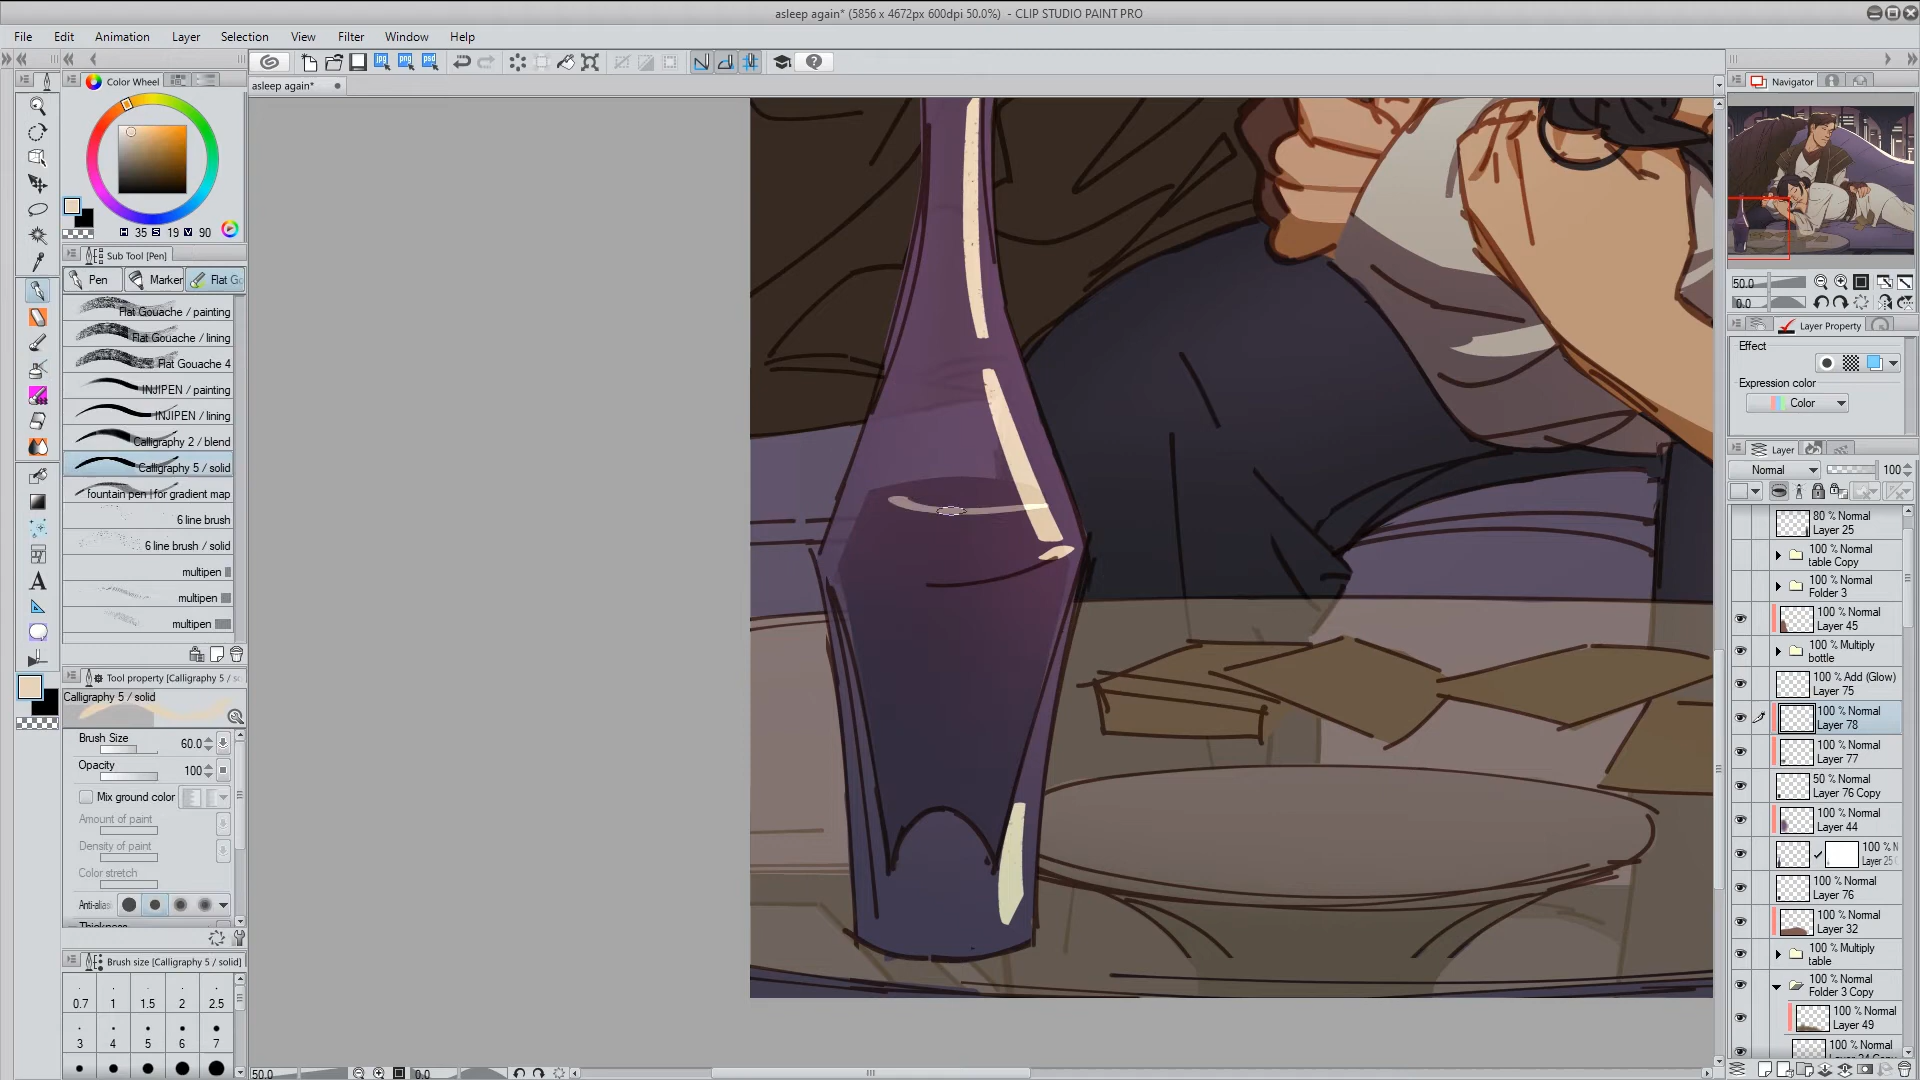 asleep again* (5856 x 4672px 600dpi 50.0%) - CLIP STUDIO PAINT PRO
File Edit Animation Layer Selection View Filter Window Help
jpg png psd
asleep again*
Color Wheel
H 35 S 19 V 90
Sub Tool [Pen]
Pen Marker Flat Go
Flat Gouache / painting
Flat Gouache / lining
Flat Gouache 4
INJIPEN / painting
INJIPEN / lining
Calligraphy 2 / blend
Calligraphy 5 / solid
fountain pen | for gradient map
6 line brush
6 line brush / solid
multipen
multipen
multipen
Tool property [Calligraphy 5 / so
Calligraphy 5 / solid
Brush Size 60.0
Opacity 100
Mix ground color
Amount of paint
Density of paint
Color stretch
Anti-alias
Thickness
Brush size [Calligraphy 5 / solid]
0.7 1 1.5 2 2.5
3 4 5 6 7
50.0 0.0
Navigator
50.0
0.0
Layer Property
Effect
Expression color
Color
Layer
Normal 100
80 % Normal
Layer 25
100 % Normal
table Copy
100 % Normal
Folder 3
100 % Normal
Layer 45
100 % Multiply
bottle
100 % Add (Glow)
Layer 75
100 % Normal
Layer 78
100 % Normal
Layer 77
50 % Normal
Layer 76 Copy
100 % Normal
Layer 44
100 % N
Layer 25 C
100 % Normal
Layer 76
100 % Normal
Layer 32
100 % Multiply
table
100 % Normal
Folder 3 Copy
100 % Normal
Layer 49
100 % Normal